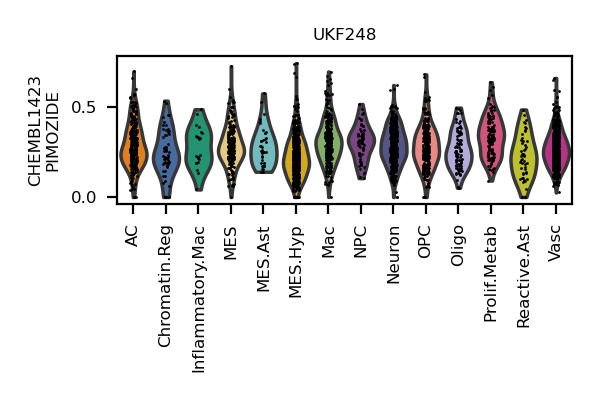 UKF248
CHEMBL1423
PIMOZIDE
0.5
0.0
AC
Chromatin.Reg
Inflammatory.Mac
MES
MES.Ast
MES.Hyp
Mac
NPC
Neuron
OPC
Oligo
Prolif.Metab
Reactive.Ast
Vasc